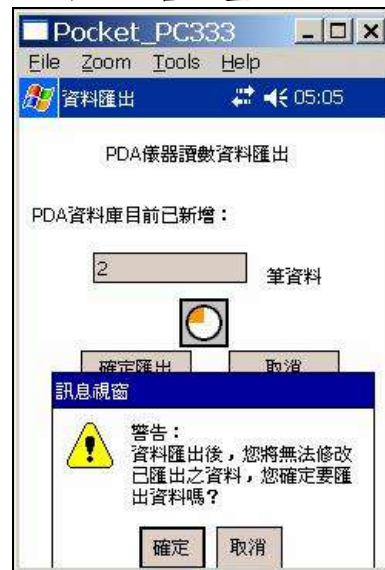 Pocket_PC333
File Zoom Tools Help
資料匯出 05:05
PDA儀器讀數資料匯出
PDA資料庫目前已新增：
2 筆資料
確定匯出 取消
訊息視窗
警告：
資料匯出後，您將無法修改
已匯出之資料，您確定要匯
出資料嗎？
確定 取消